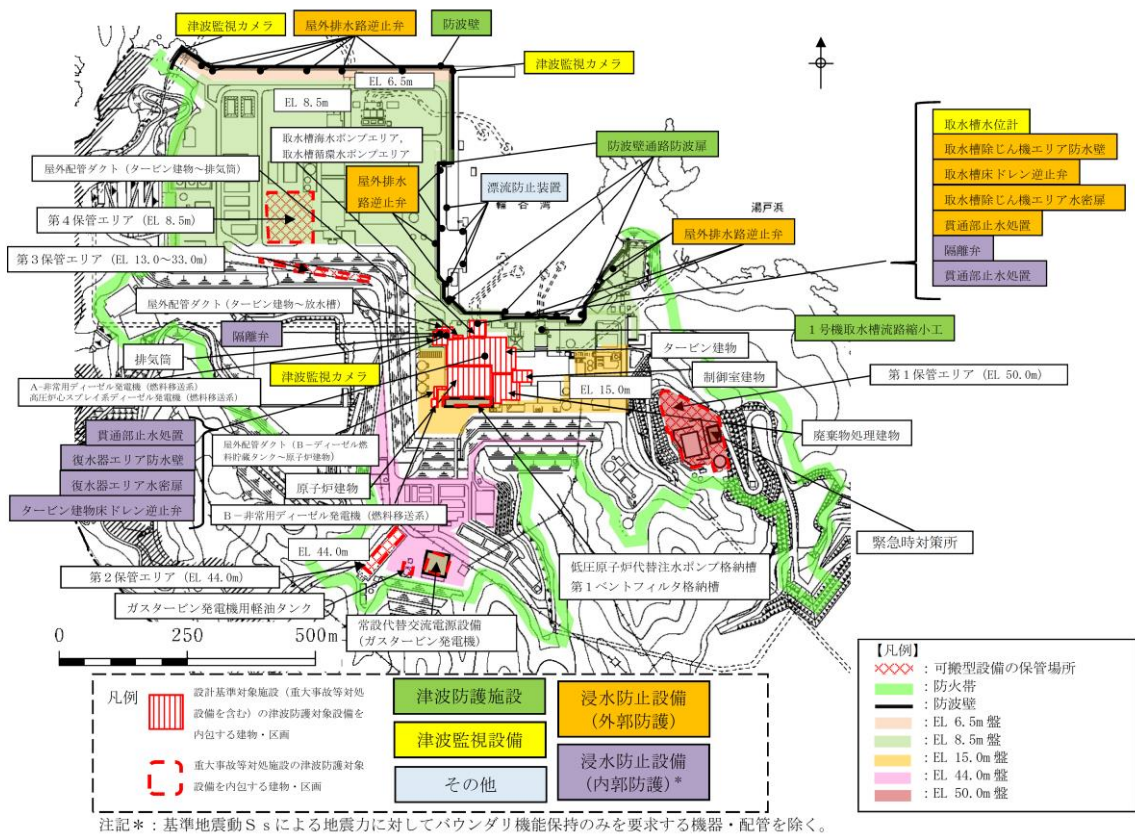 津波監視カメラ
屋外排水路逆止弁
防波壁
津波監視カメラ
EL 6.5m
EL 8.5m
取水槽海水ポンプエリア,
取水槽循環水ポンプエリア
防波壁通路防波扉
屋外配管ダクト(タービン建物～排気筒)
屋外排水
路逆止弁
漂流防止装置
輪谷湾
湯戸浜
取水槽水位計
取水槽除じん機エリア防水壁
取水槽床ドレン逆止弁
取水槽除じん機エリア水密扉
貫通部止水処置
隔離弁
貫通部止水処置
第4保管エリア(EL 8.5m)
屋外排水路逆止弁
第3保管エリア(EL 13.0～33.0m)
屋外配管ダクト(タービン建物～放水槽)
隔離弁
1号機取水槽流路縮小工
排気筒
タービン建物
津波監視カメラ
制御室建物
第1保管エリア(EL 50.0m)
A-非常用ディーゼル発電機(燃料移送系)
高圧炉心スプレイ系ディーゼル発電機(燃料移送系)
EL 15.0m
貫通部止水処置
復水器エリア防水壁
復水器エリア水密扉
タービン建物床ドレン逆止弁
屋外配管ダクト(B－ディーゼル燃
料貯蔵タンク～原子炉建物)
廃棄物処理建物
原子炉建物
B－非常用ディーゼル発電機(燃料移送系)
緊急時対策所
EL 44.0m
第2保管エリア(EL 44.0m)
低圧原子炉代替注水ポンプ格納槽
第1ベントフィルタ格納槽
ガスタービン発電機用軽油タンク
常設代替交流電源設備
(ガスタービン発電機)
0 250 500m
凡例
設計基準対象施設(重大事故等対処
設備を含む)の津波防護対象設備を
内包する建物・区画
重大事故等対処施設の津波防護対象
設備を内包する建物・区画
津波防護施設
津波監視設備
その他
浸水防止設備
(外郭防護)
浸水防止設備
(内郭防護)*
【凡例】
:可搬型設備の保管場所
:防火帯
:防波壁
:EL 6.5m盤
:EL 8.5m盤
:EL 15.0m盤
:EL 44.0m盤
:EL 50.0m盤
注記*:基準地震動Ssによる地震力に対してバウンダリ機能保持のみを要求する機器・配管を除く。